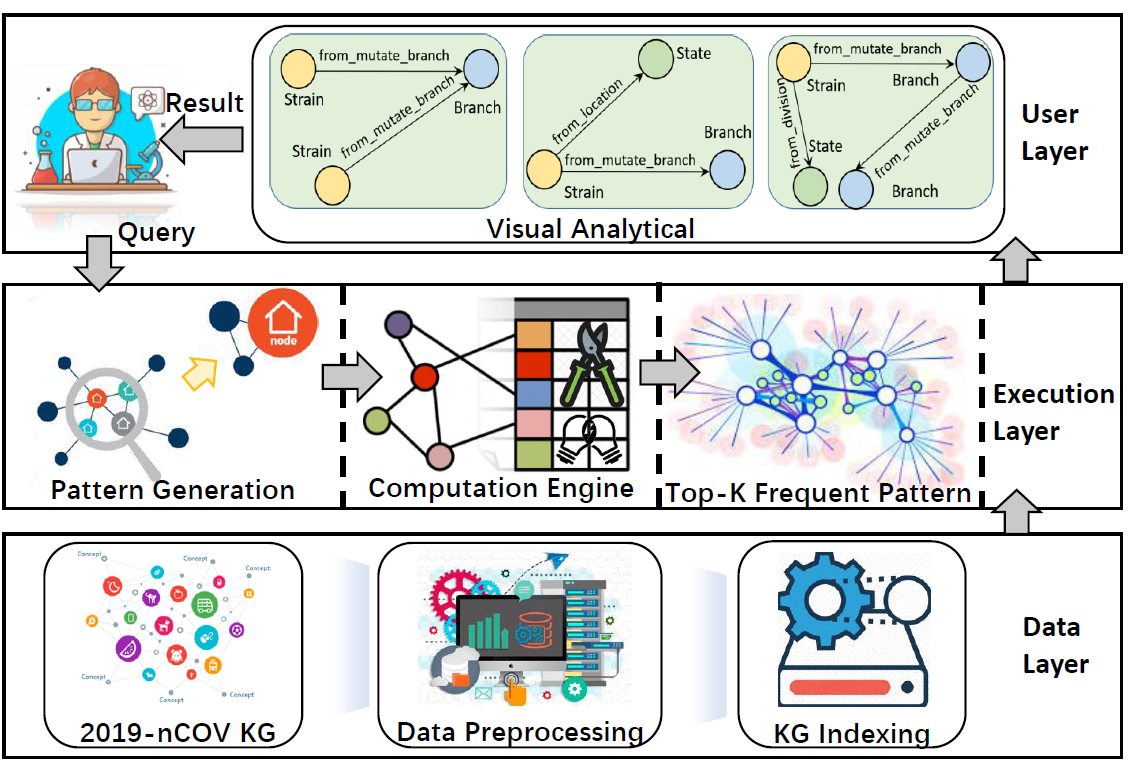 from_mutate_branch
Strain
from_mutate_branch
Branch
Strain
State
from_location
Branch
from_mutate_branch
Strain
from_mutate_branch
Strain
Branch
from_division
State
from_mutate_branch
Branch
Visual Analytical
Result
Query
User
Layer
node
Pattern Generation
Computation Engine
Top-K Frequent Pattern
Execution
Layer
Concept
Concept
Concept
Concept
Concept
Concept
2019-nCOV KG
Data Preprocessing
KG Indexing
Data
Layer